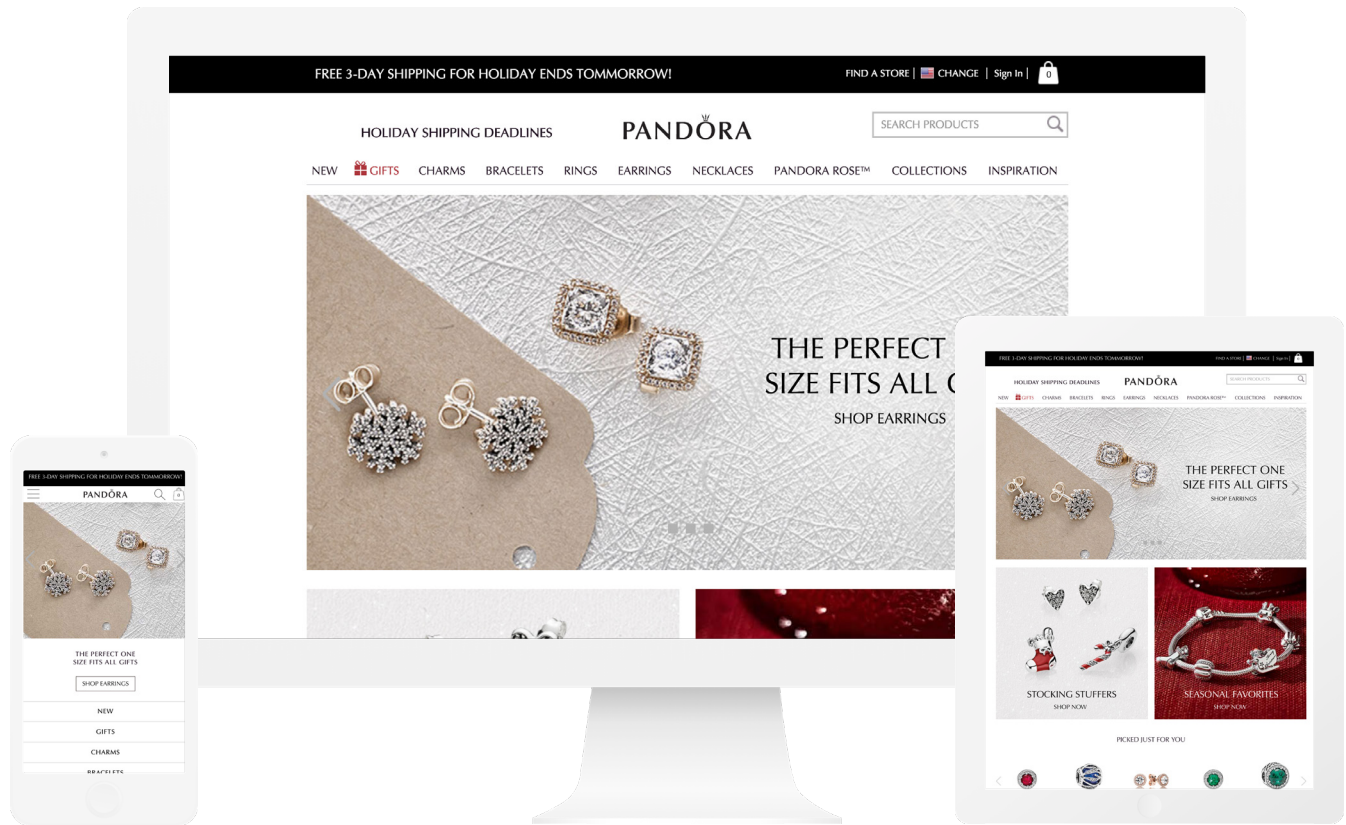 FREE 3-DAY SHIPPING FOR HOLIDAY ENDS TOMMORROW!
FIND A STORE | CHANGE | Sign In | 0
HOLIDAY SHIPPING DEADLINES
PANDÖRA
SEARCH PRODUCTS
NEW GIFTS CHARMS BRACELETS RINGS EARRINGS NECKLACES PANDORA ROSE™ COLLECTIONS INSPIRATION
THE PERFECT
SIZE FITS ALL G
SHOP EARRINGS
FREE 3-DAY SHIPPING FOR HOLIDAY ENDS TOMMORROW!
PANDÖRA
0
THE PERFECT ONE
SIZE FITS ALL GIFTS
SHOP EARRINGS
NEW
GIFTS
CHARMS
BRACELETS
FREE 3-DAY SHIPPING FOR HOLIDAY ENDS TOMMORROW!
FIND A STORE | CHANGE | Sign In |
HOLIDAY SHIPPING DEADLINES
PANDÖRA
SEARCH PRODUCTS
NEW GIFTS CHARMS BRACELETS RINGS EARRINGS NECKLACES PANDORA ROSE™ COLLECTIONS INSPIRATION
THE PERFECT ONE
SIZE FITS ALL GIFTS
SHOP EARRINGS
STOCKING STUFFERS
SHOP NOW
SEASONAL FAVORITES
SHOP NOW
PICKED JUST FOR YOU